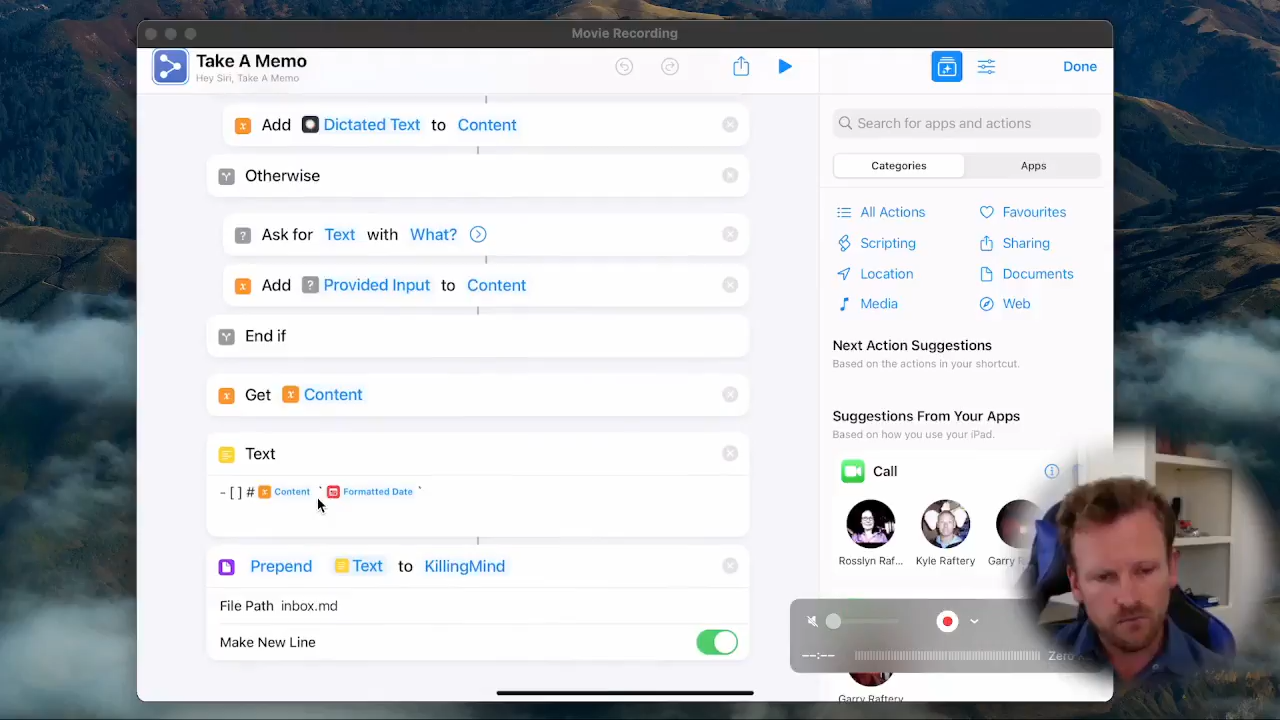 Movie Recording
Take A Memo
Hey Siri, Take A Memo
Done
Add Dictated Text to Content
Otherwise
Ask for Text with What?
Add Provided Input to Content
End if
Get Content
Text
- [ ] # Content ` Formatted Date `
Prepend Text to KillingMind
File Path inbox.md
Make New Line
Search for apps and actions
Categories Apps
All Actions Favourites
Scripting Sharing
Location Documents
Media Web
Next Action Suggestions
Based on the actions in your shortcut.
Suggestions From Your Apps
Based on how you use your iPad.
Call
Rosslyn Raf... Kyle Raftery Garry
--:--
Garry Raftery